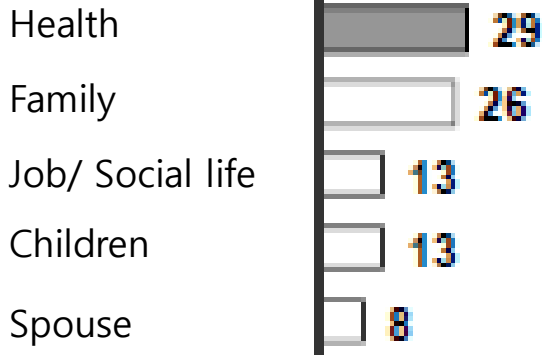 Health 29
Family 26
Job/ Social life 13
Children 13
Spouse 8